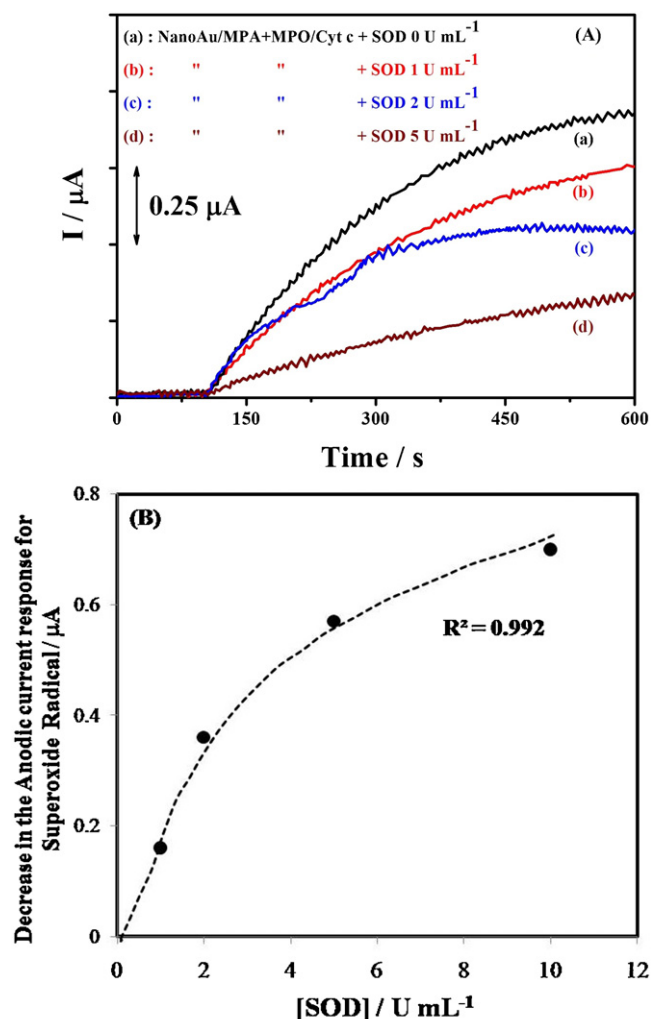 (a) : NanoAu/MPA+MPO/Cyt c + SOD 0 U mL⁻¹ (A)
(b) : " " + SOD 1 U mL⁻¹
(c) : " " + SOD 2 U mL⁻¹
(d) : " " + SOD 5 U mL⁻¹
(a)
(b)
(c)
(d)
0.25 µA
I / µA
0 150 300 450 600
Time / s
(B)
0.8
0.6
0.4
0.2
0
R² = 0.992
Decrease in the Anodic current response for
Superoxide Radical / µA
0 2 4 6 8 10 12
[SOD] / U mL⁻¹